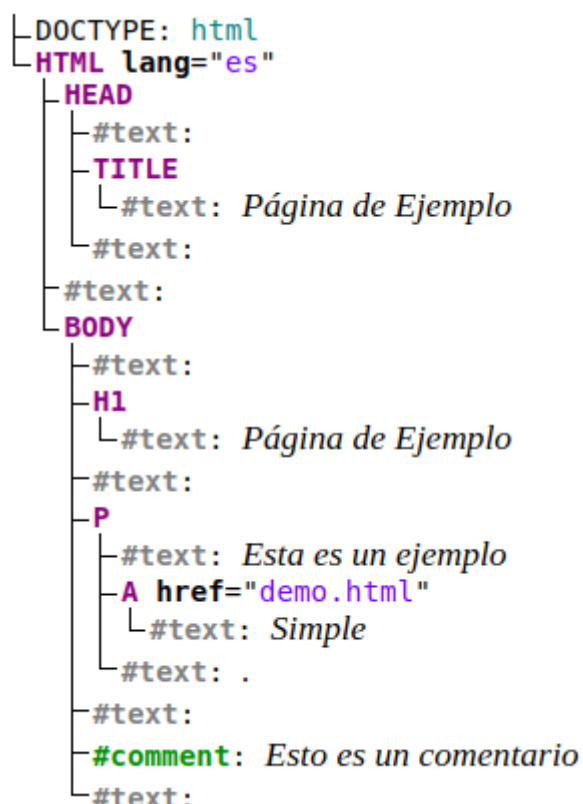 DOCTYPE: html
HTML lang="es"
HEAD
#text:
TITLE
#text: Página de Ejemplo
#text:
#text:
BODY
#text:
H1
#text: Página de Ejemplo
#text:
P
#text: Esta es un ejemplo
A href="demo.html"
#text: Simple
#text: .
#text:
#comment: Esto es un comentario
#text: